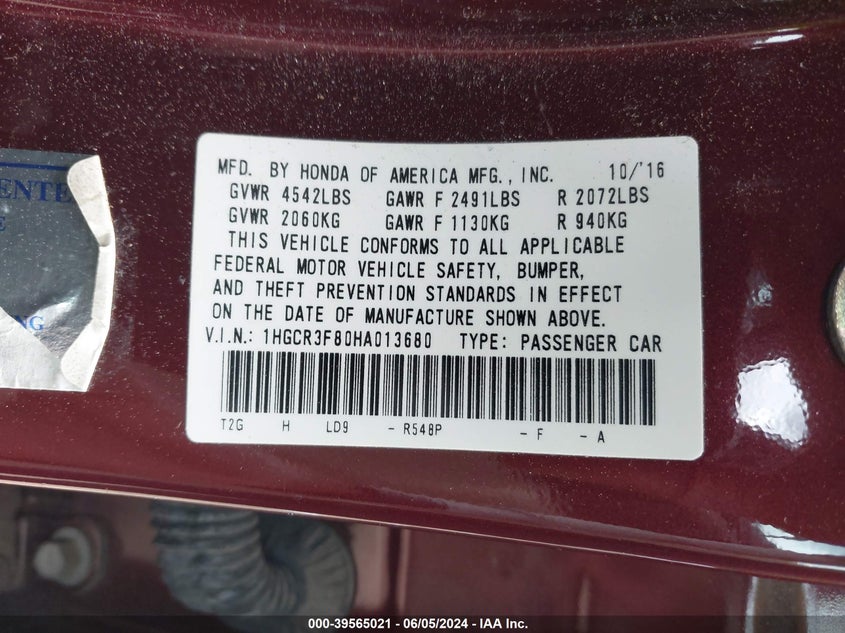 MFD. BY HONDA OF AMERICA MFG., INC. 10/'16
GVWR 4542LBS GAWR F 2491LBS R 2072LBS
GVWR 2060KG GAWR F 1130KG R 940KG
THIS VEHICLE CONFORMS TO ALL APPLICABLE
FEDERAL MOTOR VEHICLE SAFETY, BUMPER,
AND THEFT PREVENTION STANDARDS IN EFFECT
ON THE DATE OF MANUFACTURE SHOWN ABOVE.
V.I.N.: 1HGCR3F80HA013680 TYPE: PASSENGER CAR
T2G H LD9 - R548P - F - A
ENTE
E
NG
000-39565021 - 06/05/2024 - IAA Inc.